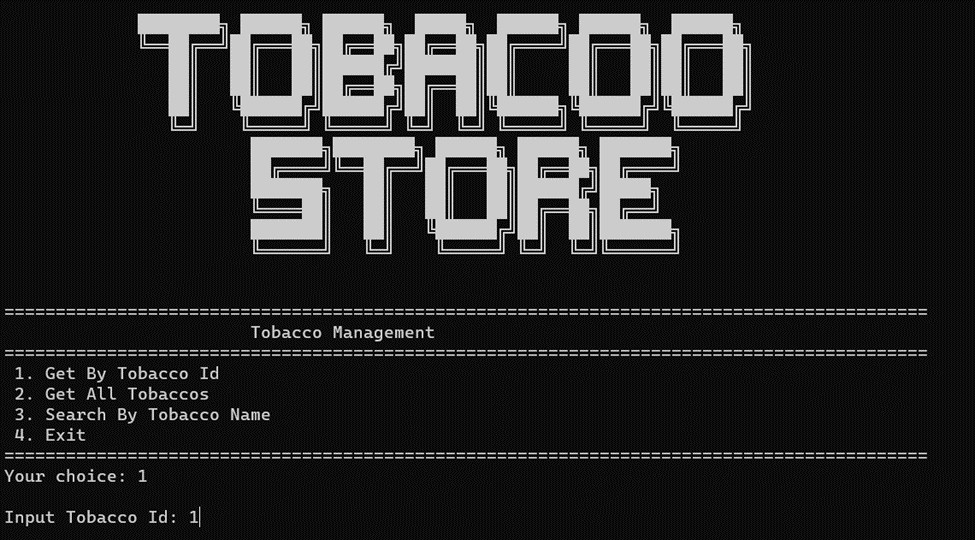 TOBACOO
STORE
==========================================================================================
Tobacco Management
==========================================================================================
1. Get By Tobacco Id
2. Get All Tobaccos
3. Search By Tobacco Name
4. Exit
==========================================================================================
Your choice: 1
Input Tobacco Id: 1